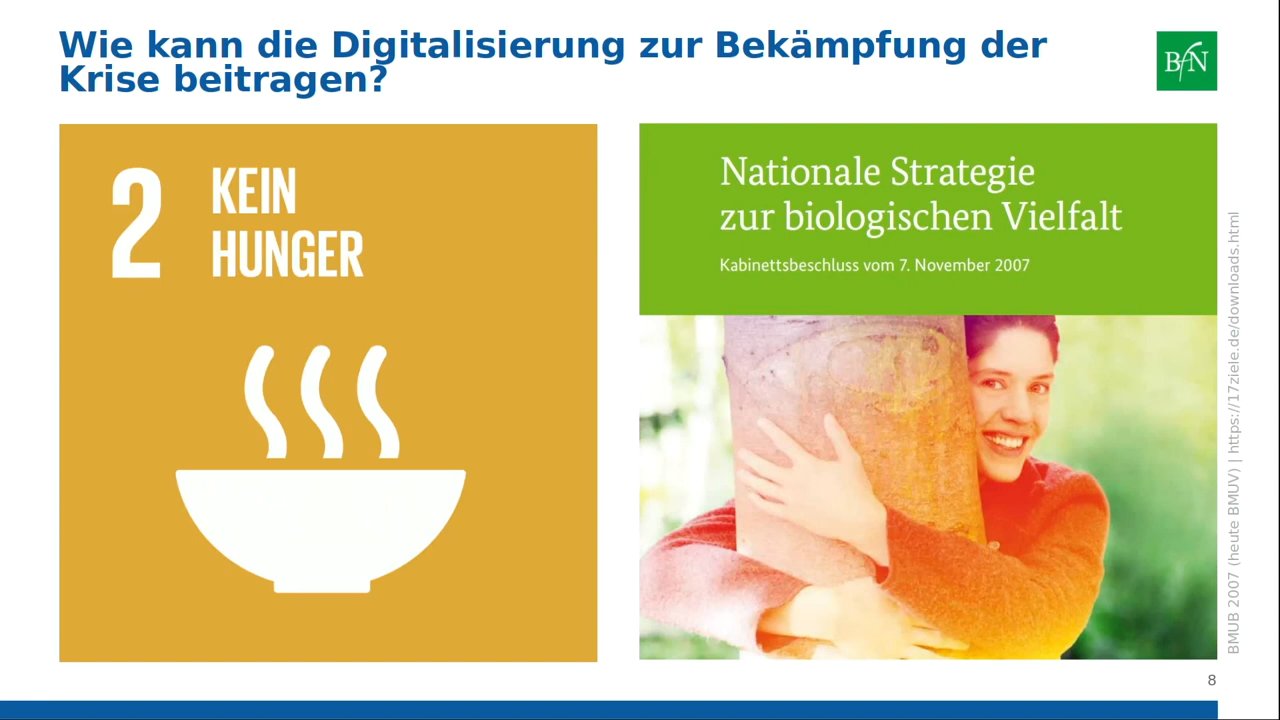 Wie kann die Digitalisierung zur Bekämpfung der
Krise beitragen?
BfN
2 KEIN
HUNGER
Nationale Strategie
zur biologischen Vielfalt
Kabinettsbeschluss vom 7. November 2007
BMUB 2007 (heute BMUV) | https://17ziele.de/downloads.html
8